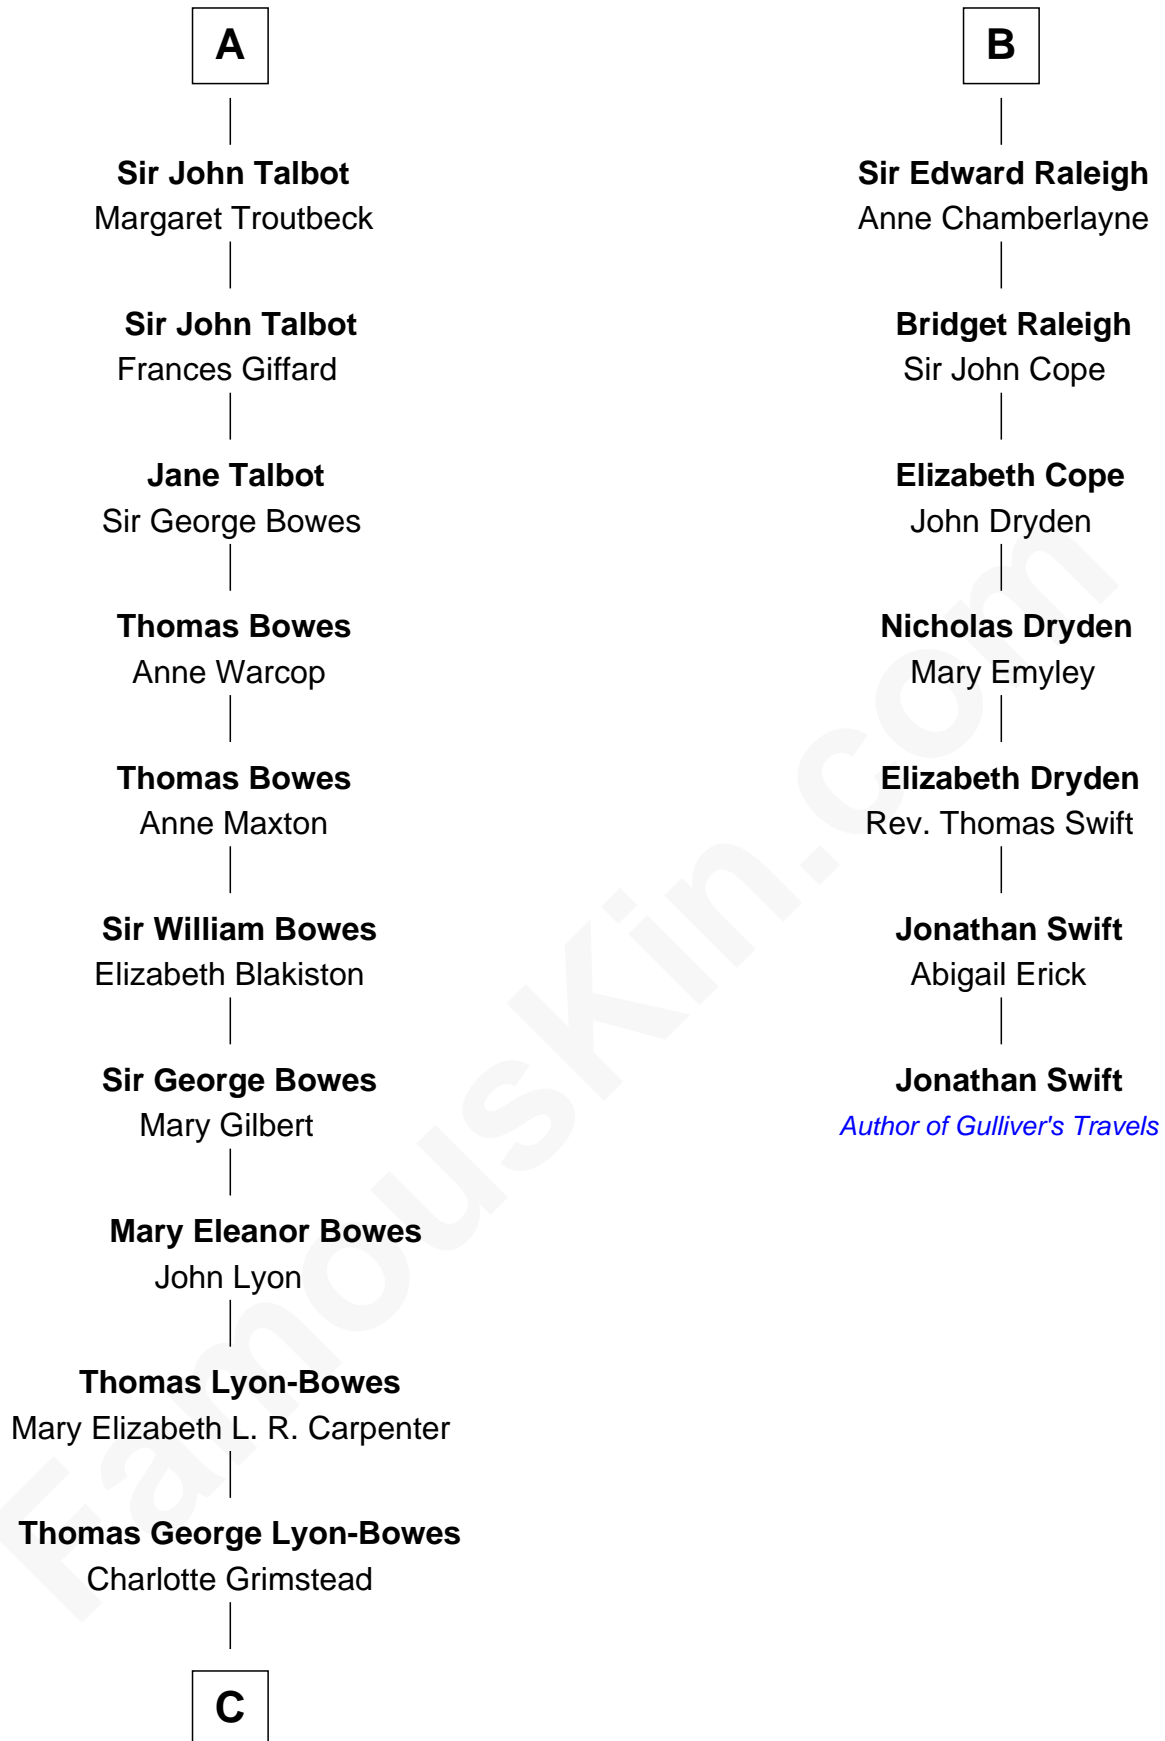 A
Sir John Talbot
Margaret Troutbeck
Sir John Talbot
Frances Giffard
Jane Talbot
Sir George Bowes
Thomas Bowes
Anne Warcop
Thomas Bowes
Anne Maxton
Sir William Bowes
Elizabeth Blakiston
Sir George Bowes
Mary Gilbert
Mary Eleanor Bowes
John Lyon
Thomas Lyon-Bowes
Mary Elizabeth L. R. Carpenter
Thomas George Lyon-Bowes
Charlotte Grimstead
C
B
Sir Edward Raleigh
Anne Chamberlayne
Bridget Raleigh
Sir John Cope
Elizabeth Cope
John Dryden
Nicholas Dryden
Mary Emyley
Elizabeth Dryden
Rev. Thomas Swift
Jonathan Swift
Abigail Erick
Jonathan Swift
Author of Gulliver's Travels
FamousKin.com